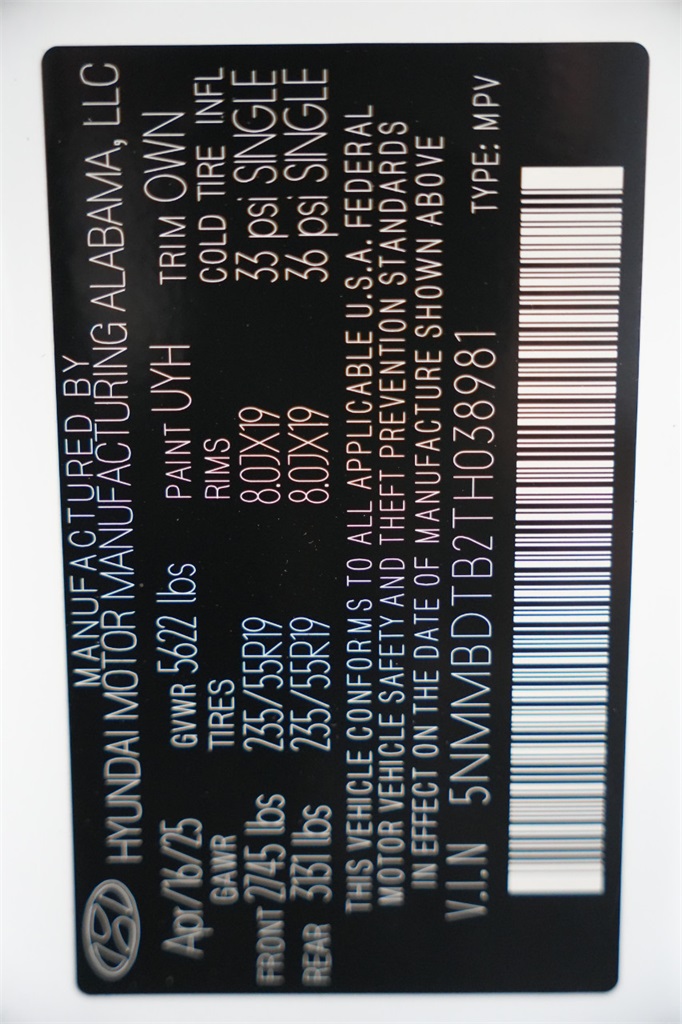 MANUFACTURED BY
HYUNDAI MOTOR MANUFACTURING ALABAMA, LLC
Apr/16/25 GVWR 5622 lbs PAINT UYH TRIM OWN
GAWR TIRES RIMS COLD TIRE INFL
FRONT 2745 lbs 235/55R19 8.0JX19 33 psi SINGLE
REAR 3131 lbs 235/55R19 8.0JX19 36 psi SINGLE
THIS VEHICLE CONFORMS TO ALL APPLICABLE U.S.A. FEDERAL
MOTOR VEHICLE SAFETY AND THEFT PREVENTION STANDARDS
IN EFFECT ON THE DATE OF MANUFACTURE SHOWN ABOVE
V.I.N 5NMMBDTB2TH038981 TYPE: MPV